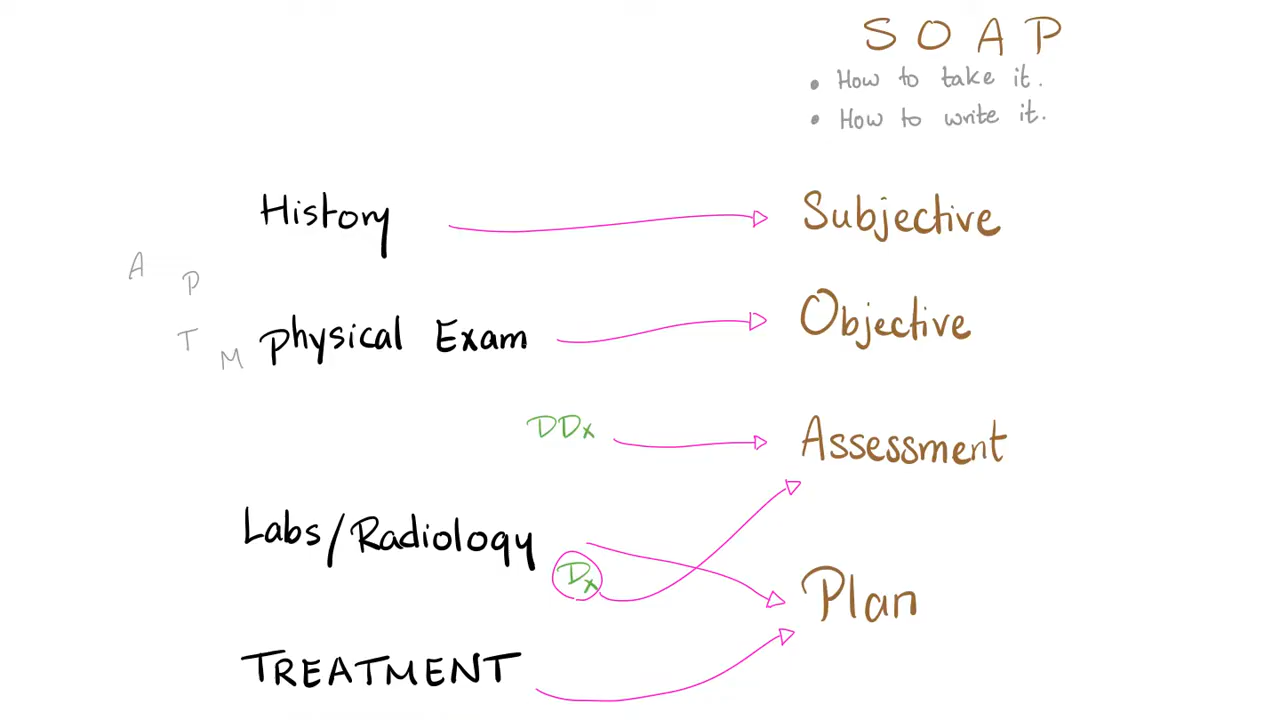 S O A P
• How to take it.
• How to write it.
History
Subjective
A
P
T
M
Physical Exam
Objective
DDx
Assessment
Labs/Radiology
Dx
Plan
TREATMENT